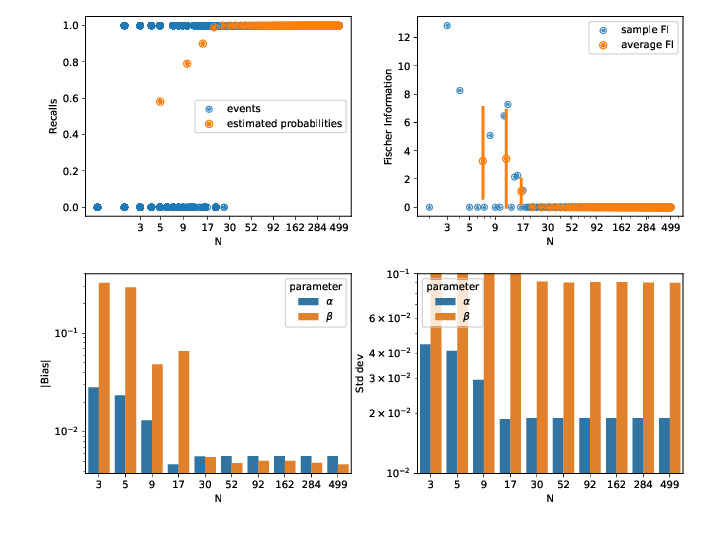 1.0
0.8
0.6
0.4
0.2
0.0
Recalls
events
estimated probabilities
3 5 9 17 30 52 92 162 284 499
N
12
10
8
6
4
2
0
Fischer Information
sample FI
average FI
3 5 9 17 30 52 92 162 284 499
N
10⁻¹
10⁻²
|Bias|
parameter
α
β
3 5 9 17 30 52 92 162 284 499
N
10⁻¹
6 × 10⁻²
4 × 10⁻²
3 × 10⁻²
2 × 10⁻²
10⁻²
Std dev
parameter
α
β
3 5 9 17 30 52 92 162 284 499
N